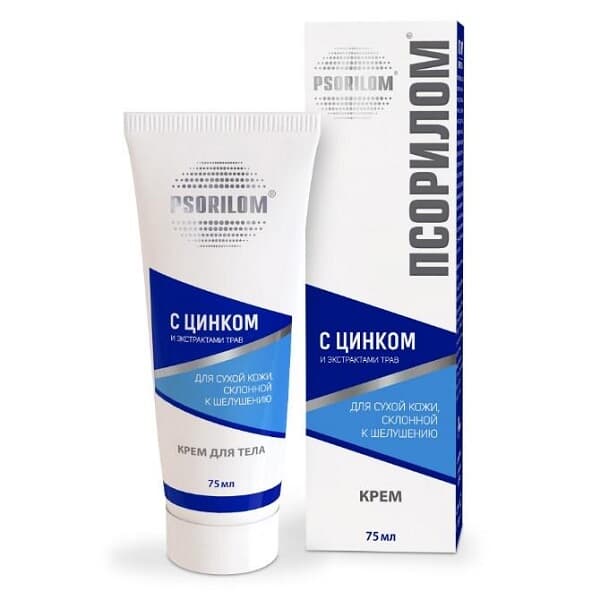 PSORILOM®
С ЦИНКОМ
И ЭКСТРАКТАМИ ТРАВ
ДЛЯ СУХОЙ КОЖИ,
СКЛОННОЙ
К ШЕЛУШЕНИЮ
КРЕМ ДЛЯ ТЕЛА
75 мл
PSORILOM®
ПСОРИЛОМ®
С ЦИНКОМ
И ЭКСТРАКТАМИ ТРАВ
ДЛЯ СУХОЙ КОЖИ,
СКЛОННОЙ
К ШЕЛУШЕНИЮ
КРЕМ
75 мл